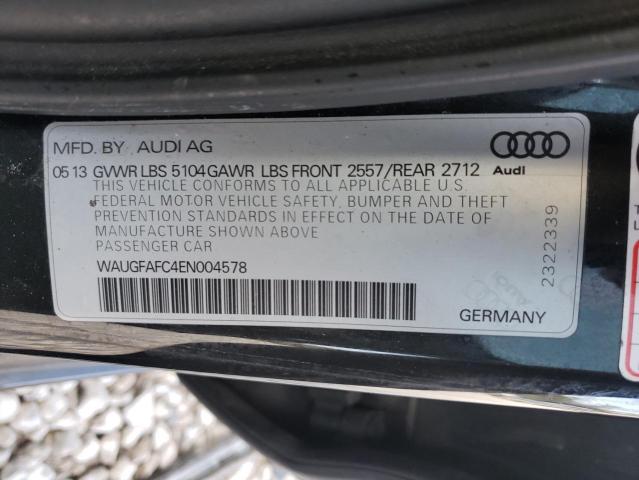 MFD. BY AUDI AG
0513 GVWR LBS 5104 GAWR LBS FRONT 2557/REAR 2712
Audi
THIS VEHICLE CONFORMS TO ALL APPLICABLE U.S.
FEDERAL MOTOR VEHICLE SAFETY, BUMPER AND THEFT
PREVENTION STANDARDS IN EFFECT ON THE DATE OF
MANUFACTURE SHOWN ABOVE
PASSENGER CAR
WAUGFAFC4EN004578
2322339
GERMANY